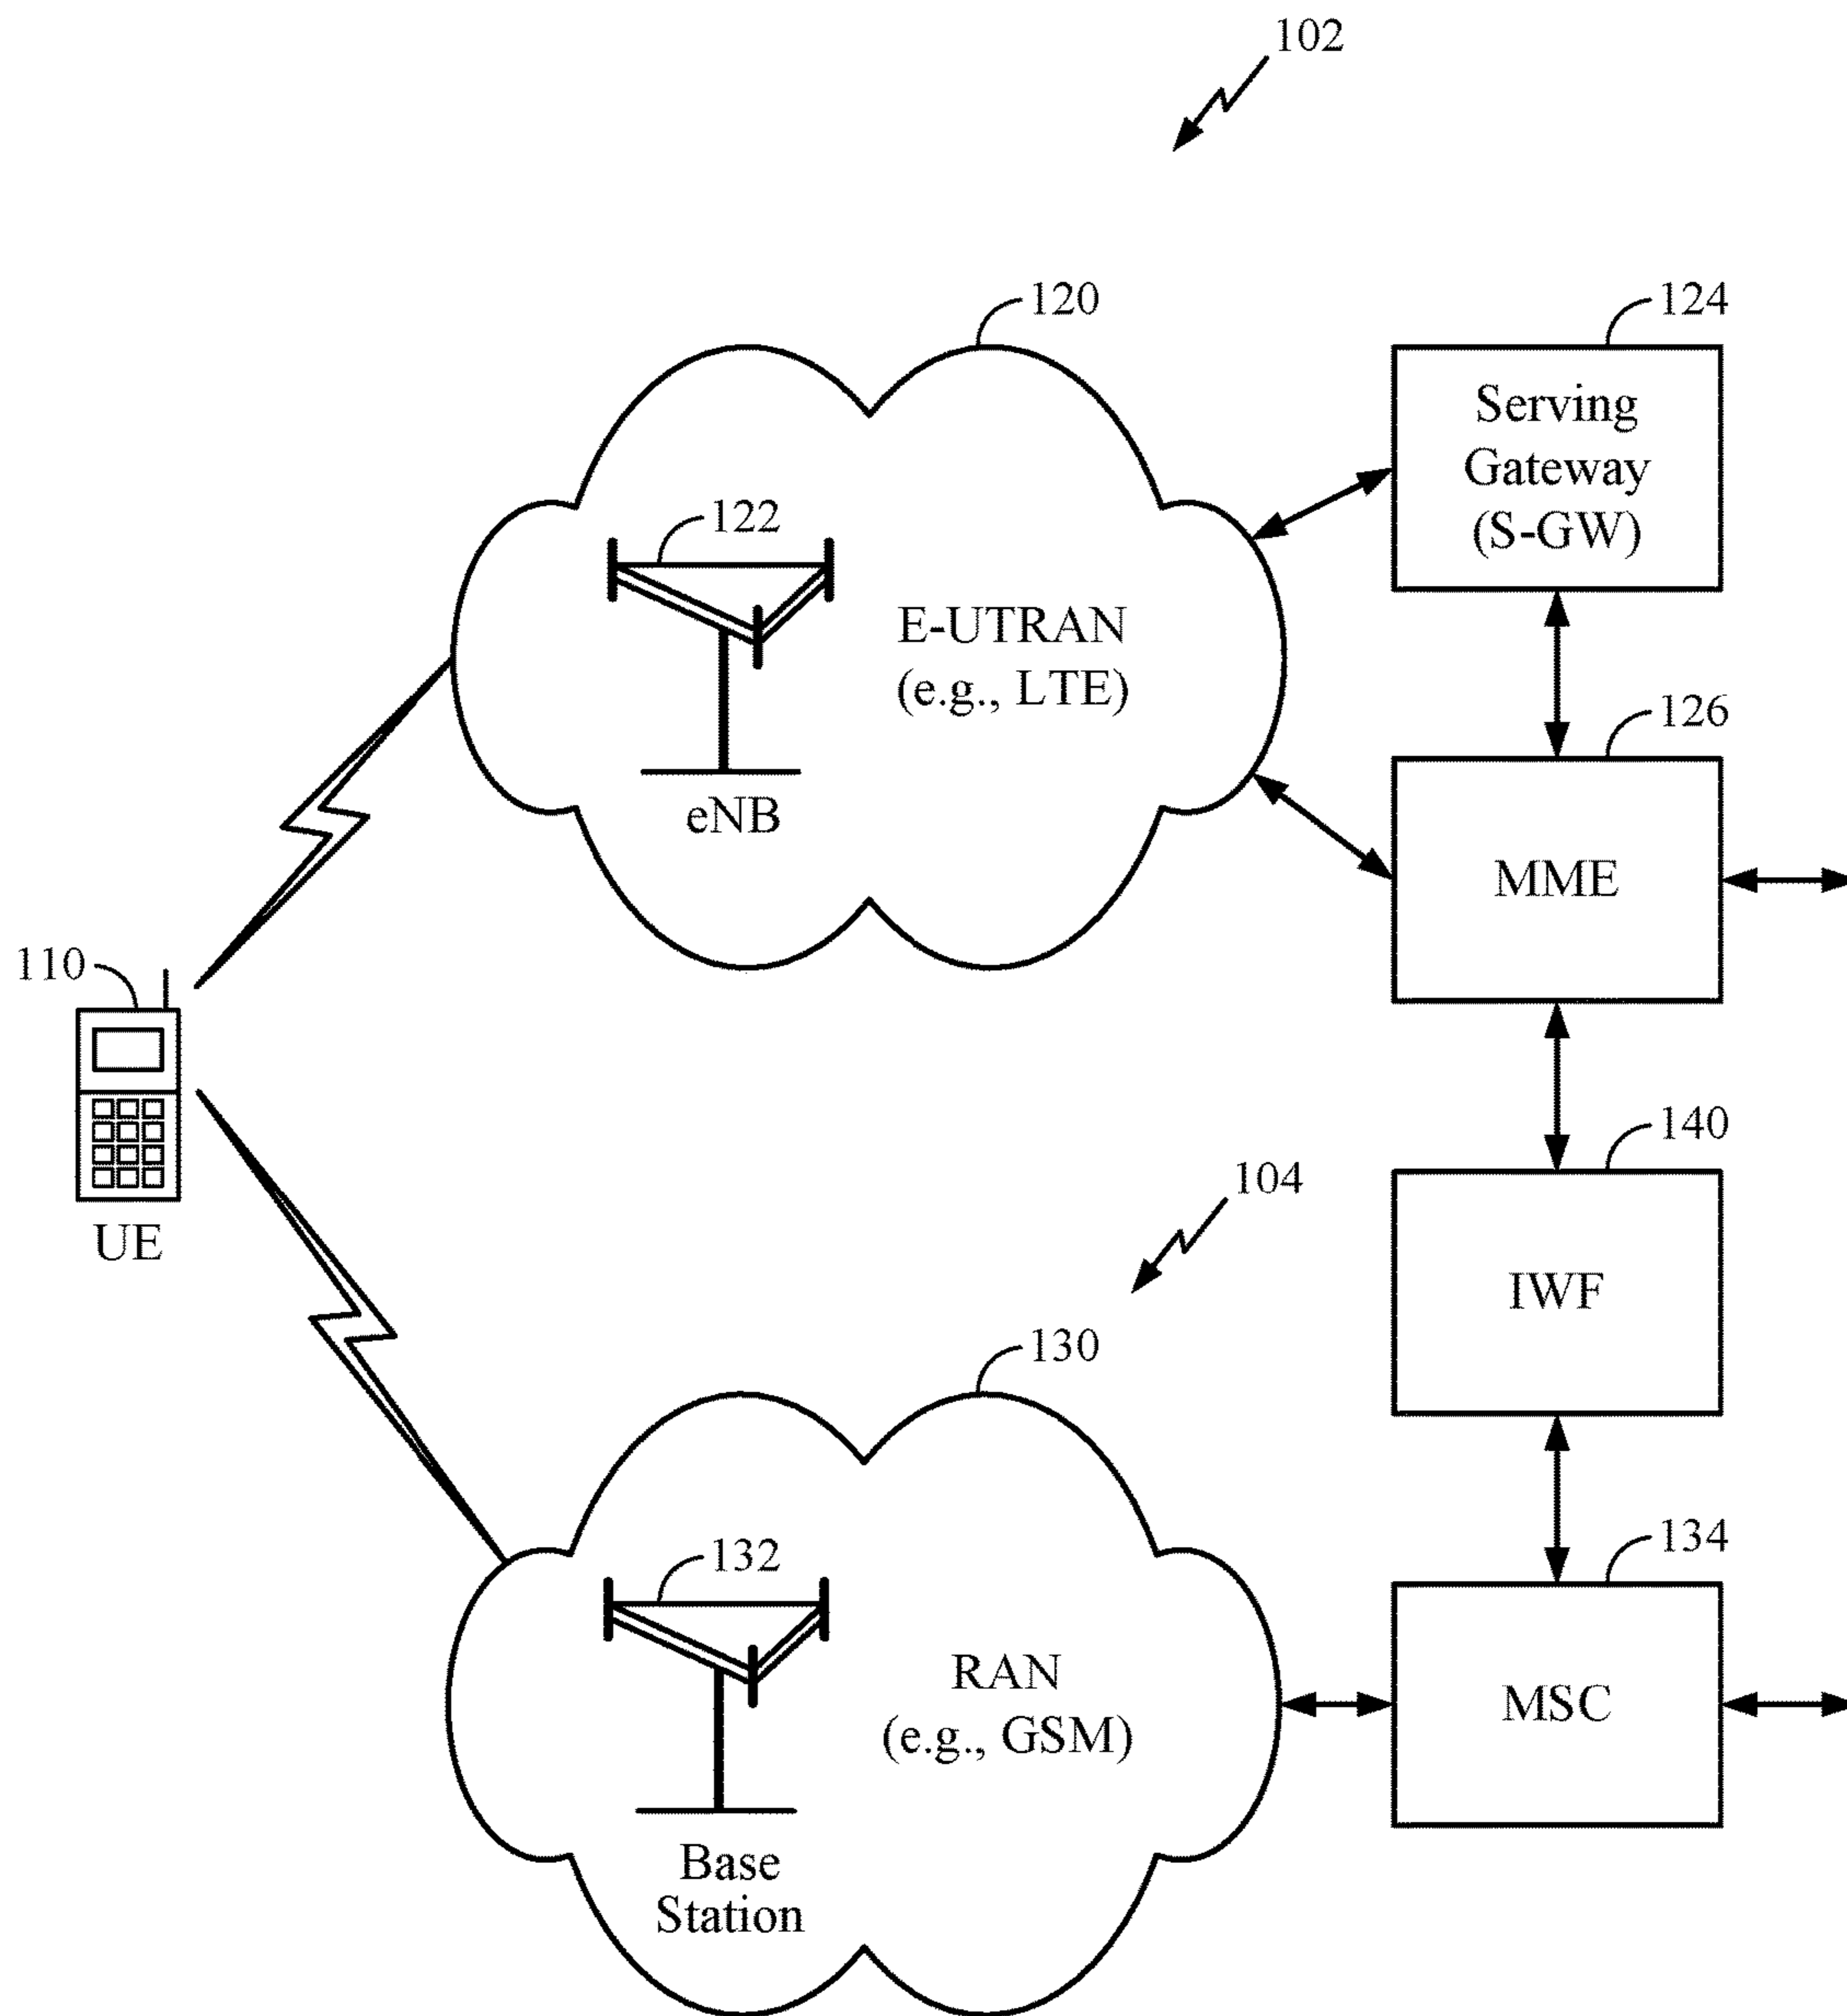 102
120
124
Serving
Gateway
(S-GW)
122
E-UTRAN
(e.g., LTE)
eNB
126
MME
110
UE
140
IWF
104
130
134
MSC
132
RAN
(e.g., GSM)
Base
Station